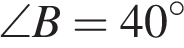 ∠B = 40°